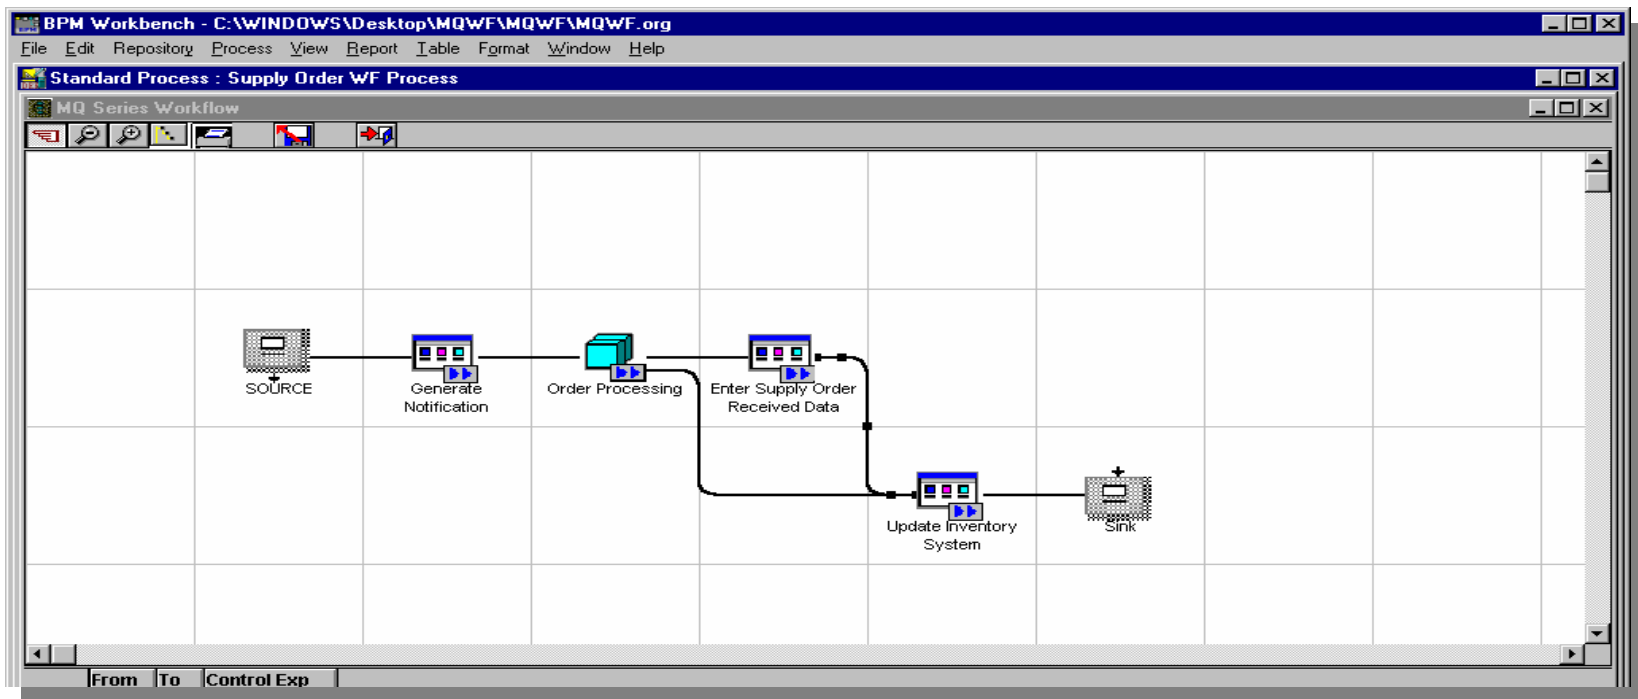 BPM Workbench - C:\WINDOWS\Desktop\MQWF\MQWF\MQWF.org
File Edit Repository Process View Report Table Format Window Help
Standard Process : Supply Order WF Process
MQ Series Workflow
SOURCE
Generate
Notification
Order Processing
Enter Supply Order
Received Data
Update Inventory
System
Sink
From To Control Exp